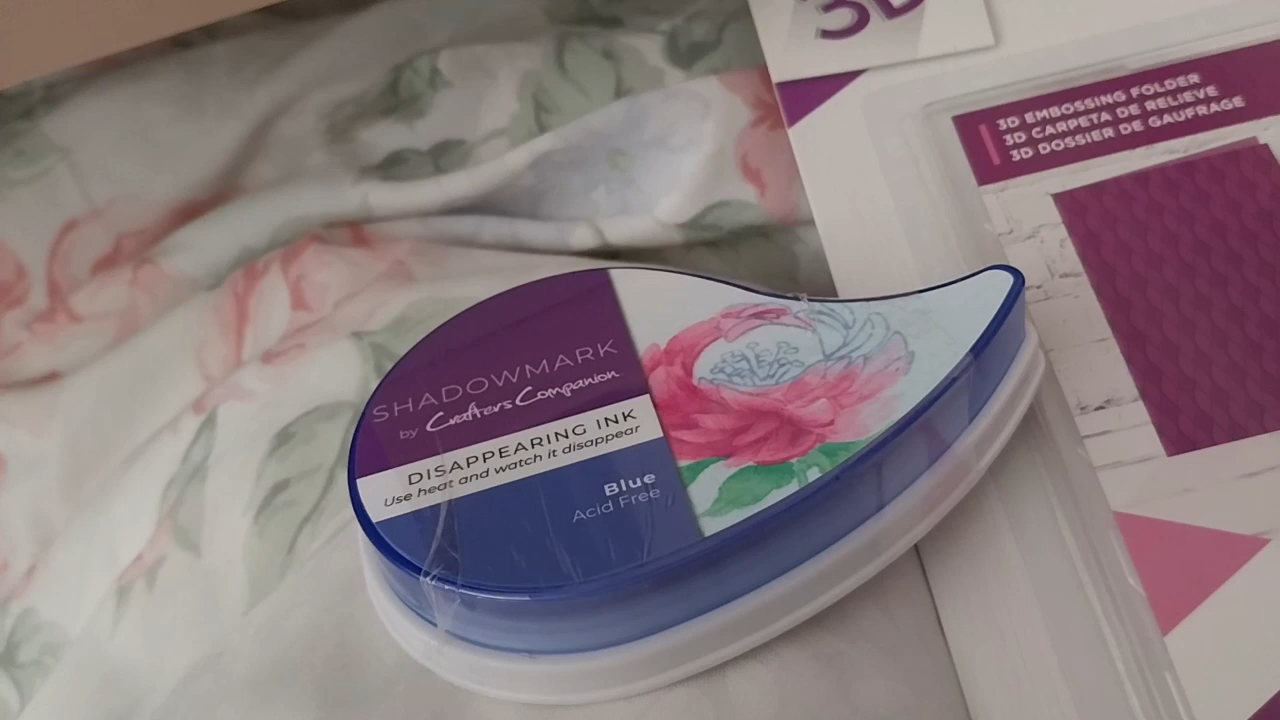 3D
3D EMBOSSING FOLDER
3D CARPETA DE RELIEVE
3D DOSSIER DE GAUFRAGE
SHADOWMARK
by Crafter's Companion
DISAPPEARING INK
Use heat and watch it disappear
Blue
Acid Free